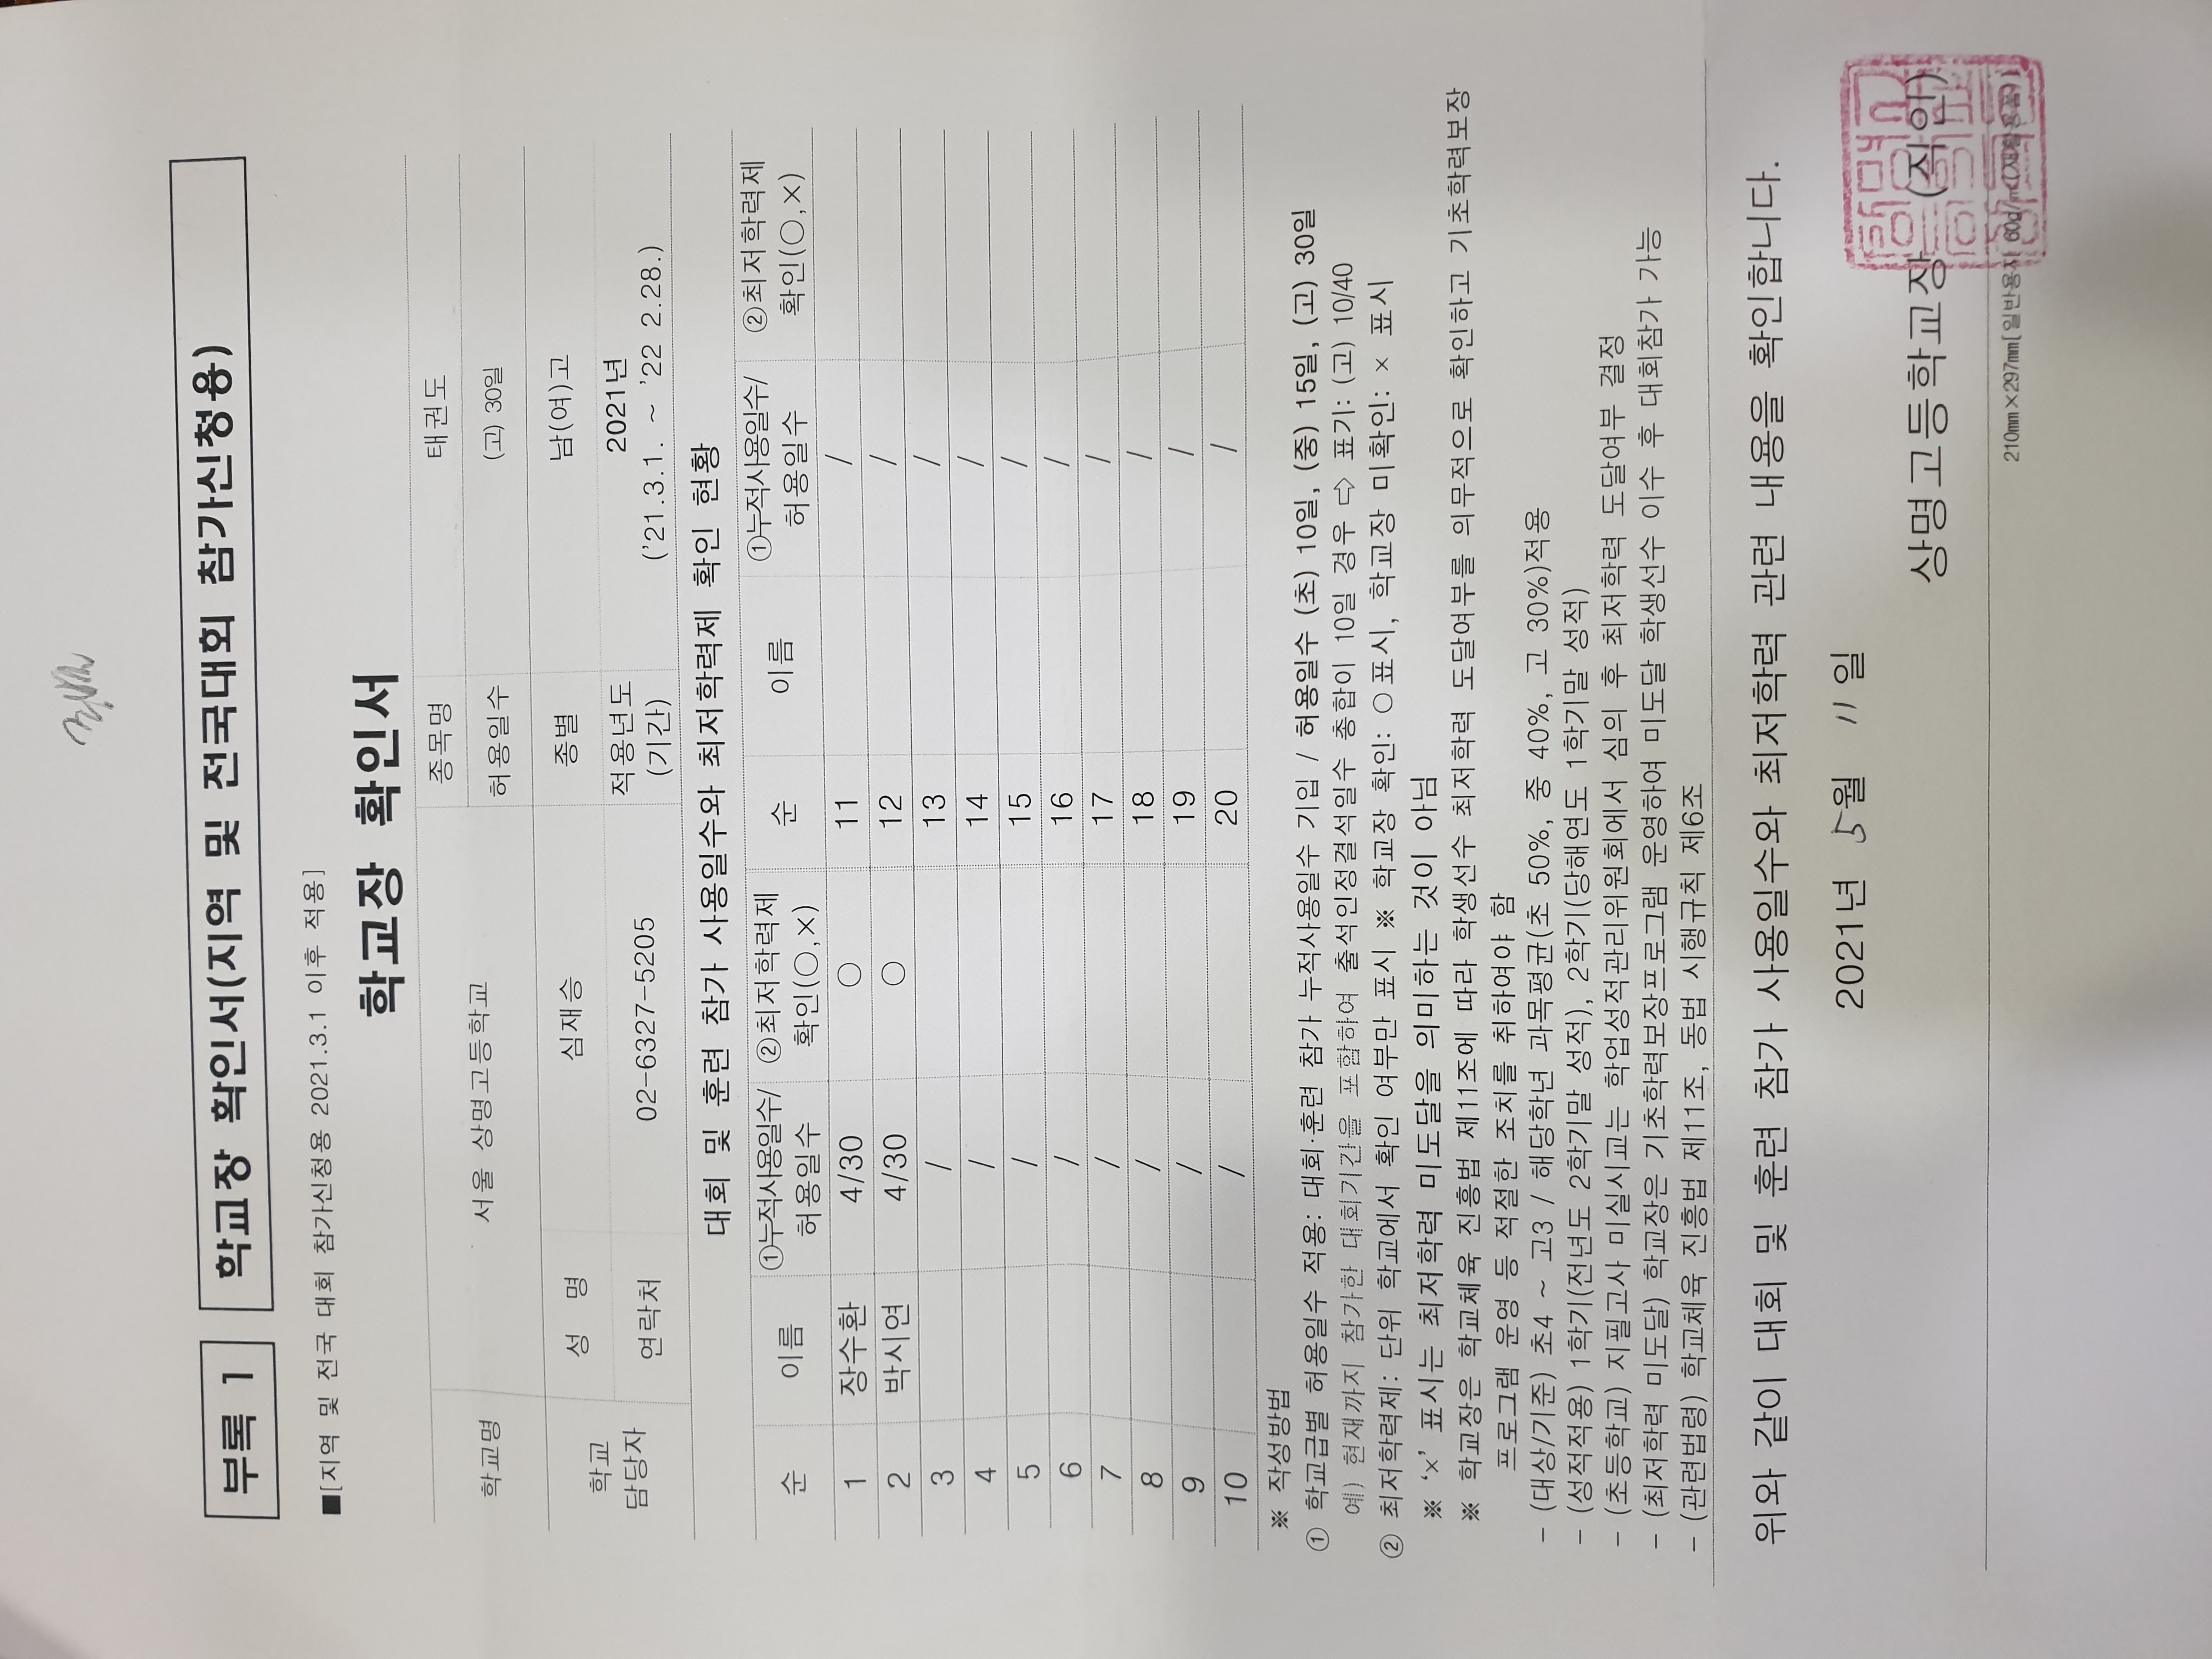 부록 1 학교장 확인서(지역 및 전국대회 참가신청용)
■[지역 및 전국 대회 참가신청용 2021.3.1 이후 적용]
학교장 확인서
학교명 서울 상명고등학교 종목명 태권도
허용일수 (고) 30일
학교 담당자 성 명 심재승 종별 남(여)고
연락처 02-6327-5205 적용년도 (기간) 2021년 ('21.3.1. ~ '22 2.28.)
대회 및 훈련 참가 사용일수와 최저학력제 확인 현황
순 이름 ①누적사용일수/허용일수 ②최저학력제 확인(○,×) 순 이름 ①누적사용일수/허용일수 ②최저학력제 확인(○,×)
1 장수환 4/30 ○ 11 /
2 박시연 4/30 ○ 12 /
3 / 13 /
4 / 14 /
5 / 15 /
6 / 16 /
7 / 17 /
8 / 18 /
9 / 19 /
10 / 20 /
※ 작성방법
① 학교급별 허용일수 적용: 대회·훈련 참가 누적사용일수 기입 / 허용일수 (초) 10일, (중) 15일, (고) 30일
예) 현재까지 참가한 대회기간을 포함하여 출석인정결석일수 총합이 10일 경우 ⇨ 표기: (고) 10/40
② 최저학력제: 단위 학교에서 확인 여부만 표시 ※ 학교장 확인: ○ 표시, 학교장 미확인: × 표시
※ '×' 표시는 최저학력 미도달을 의미하는 것이 아님
※ 학교장은 학교체육 진흥법 제11조에 따라 학생선수 최저학력 도달여부를 의무적으로 확인하고 기초학력보장
프로그램 운영 등 적절한 조치를 취하여야 함
- (대상/기준) 초4 ~ 고3 / 해당학년 과목평균(초 50%, 중 40%, 고 30%)적용
- (성적적용) 1학기(전년도 2학기말 성적), 2학기(당해연도 1학기말 성적)
- (초등학교) 지필고사 미실시교는 학업성적관리위원회에서 심의 후 최저학력 도달여부 결정
- (최저학력 미도달) 학교장은 기초학력보장프로그램 운영하여 미도달 학생선수 이수 후 대회참가 가능
- (관련법령) 학교체육 진흥법 제11조, 동법 시행규칙 제6조
위와 같이 대회 및 훈련 참가 사용일수와 최저학력 관련 내용을 확인합니다.
2021년 5월 11일
상명고등학교장 (직인)
210mm×297mm[일반용지 60g/㎡(재활용품)]